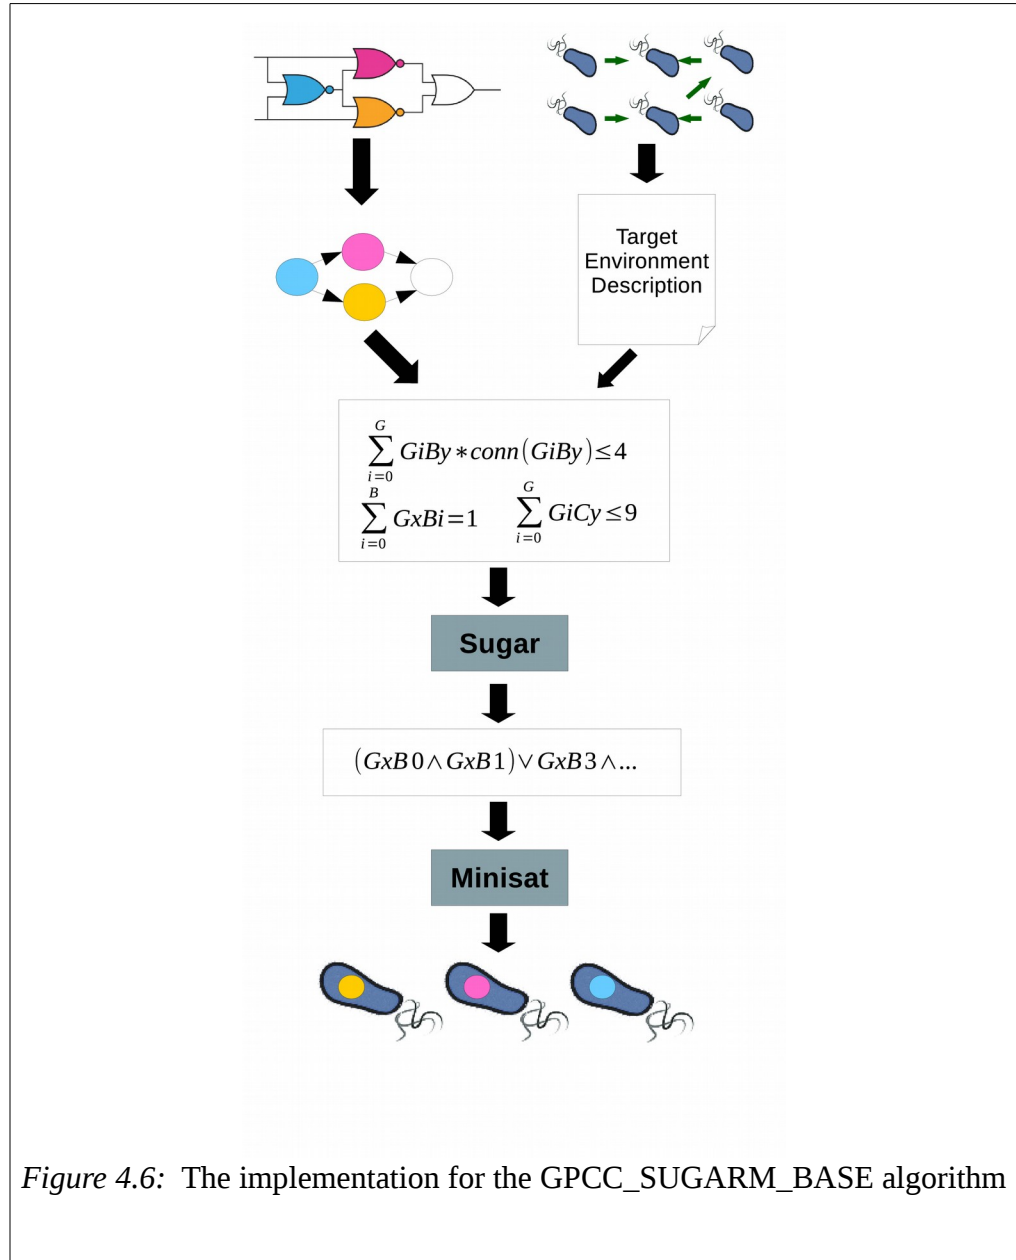 Target
Environment
Description
G
∑ GiBy∗conn(GiBy)≤4
i=0
B
∑ GxBi=1
i=0
G
∑ GiCy≤9
i=0
Sugar
(GxB0∧GxB1)∨GxB3∧...
Minisat
Figure 4.6: The implementation for the GPCC_SUGARM_BASE algorithm